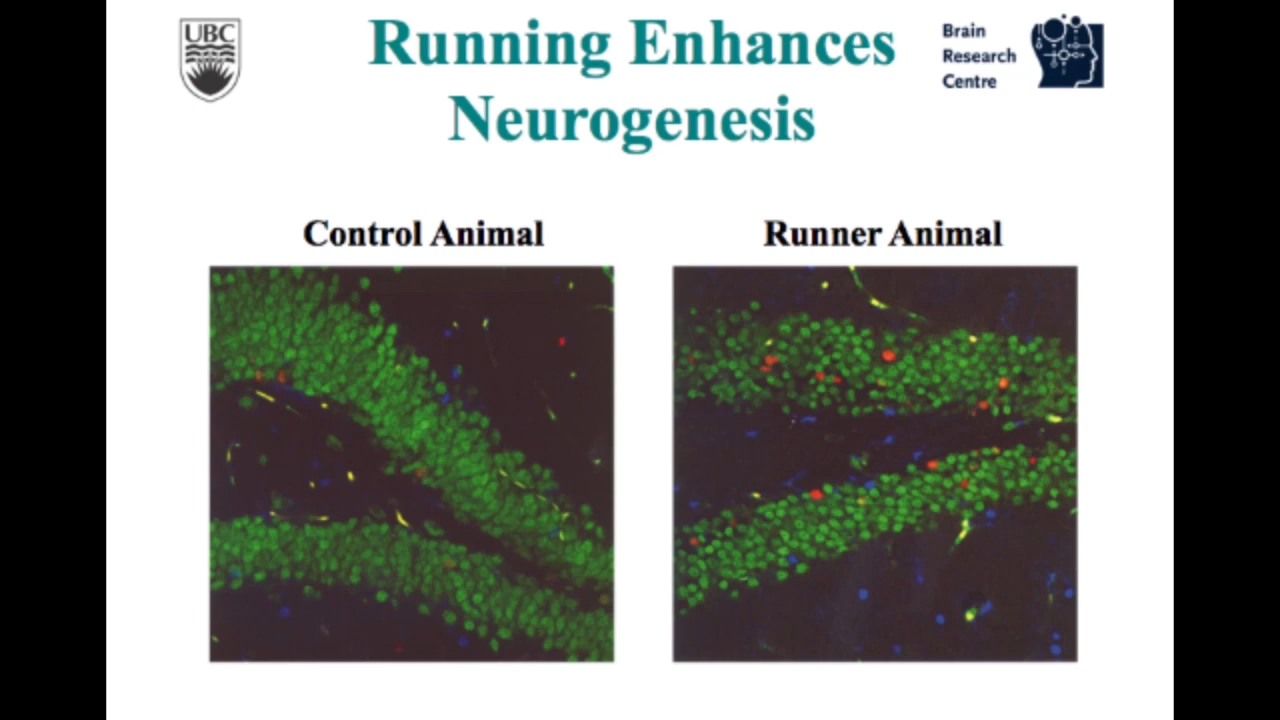 UBC
Running Enhances
Neurogenesis
Brain
Research
Centre
Control Animal
Runner Animal